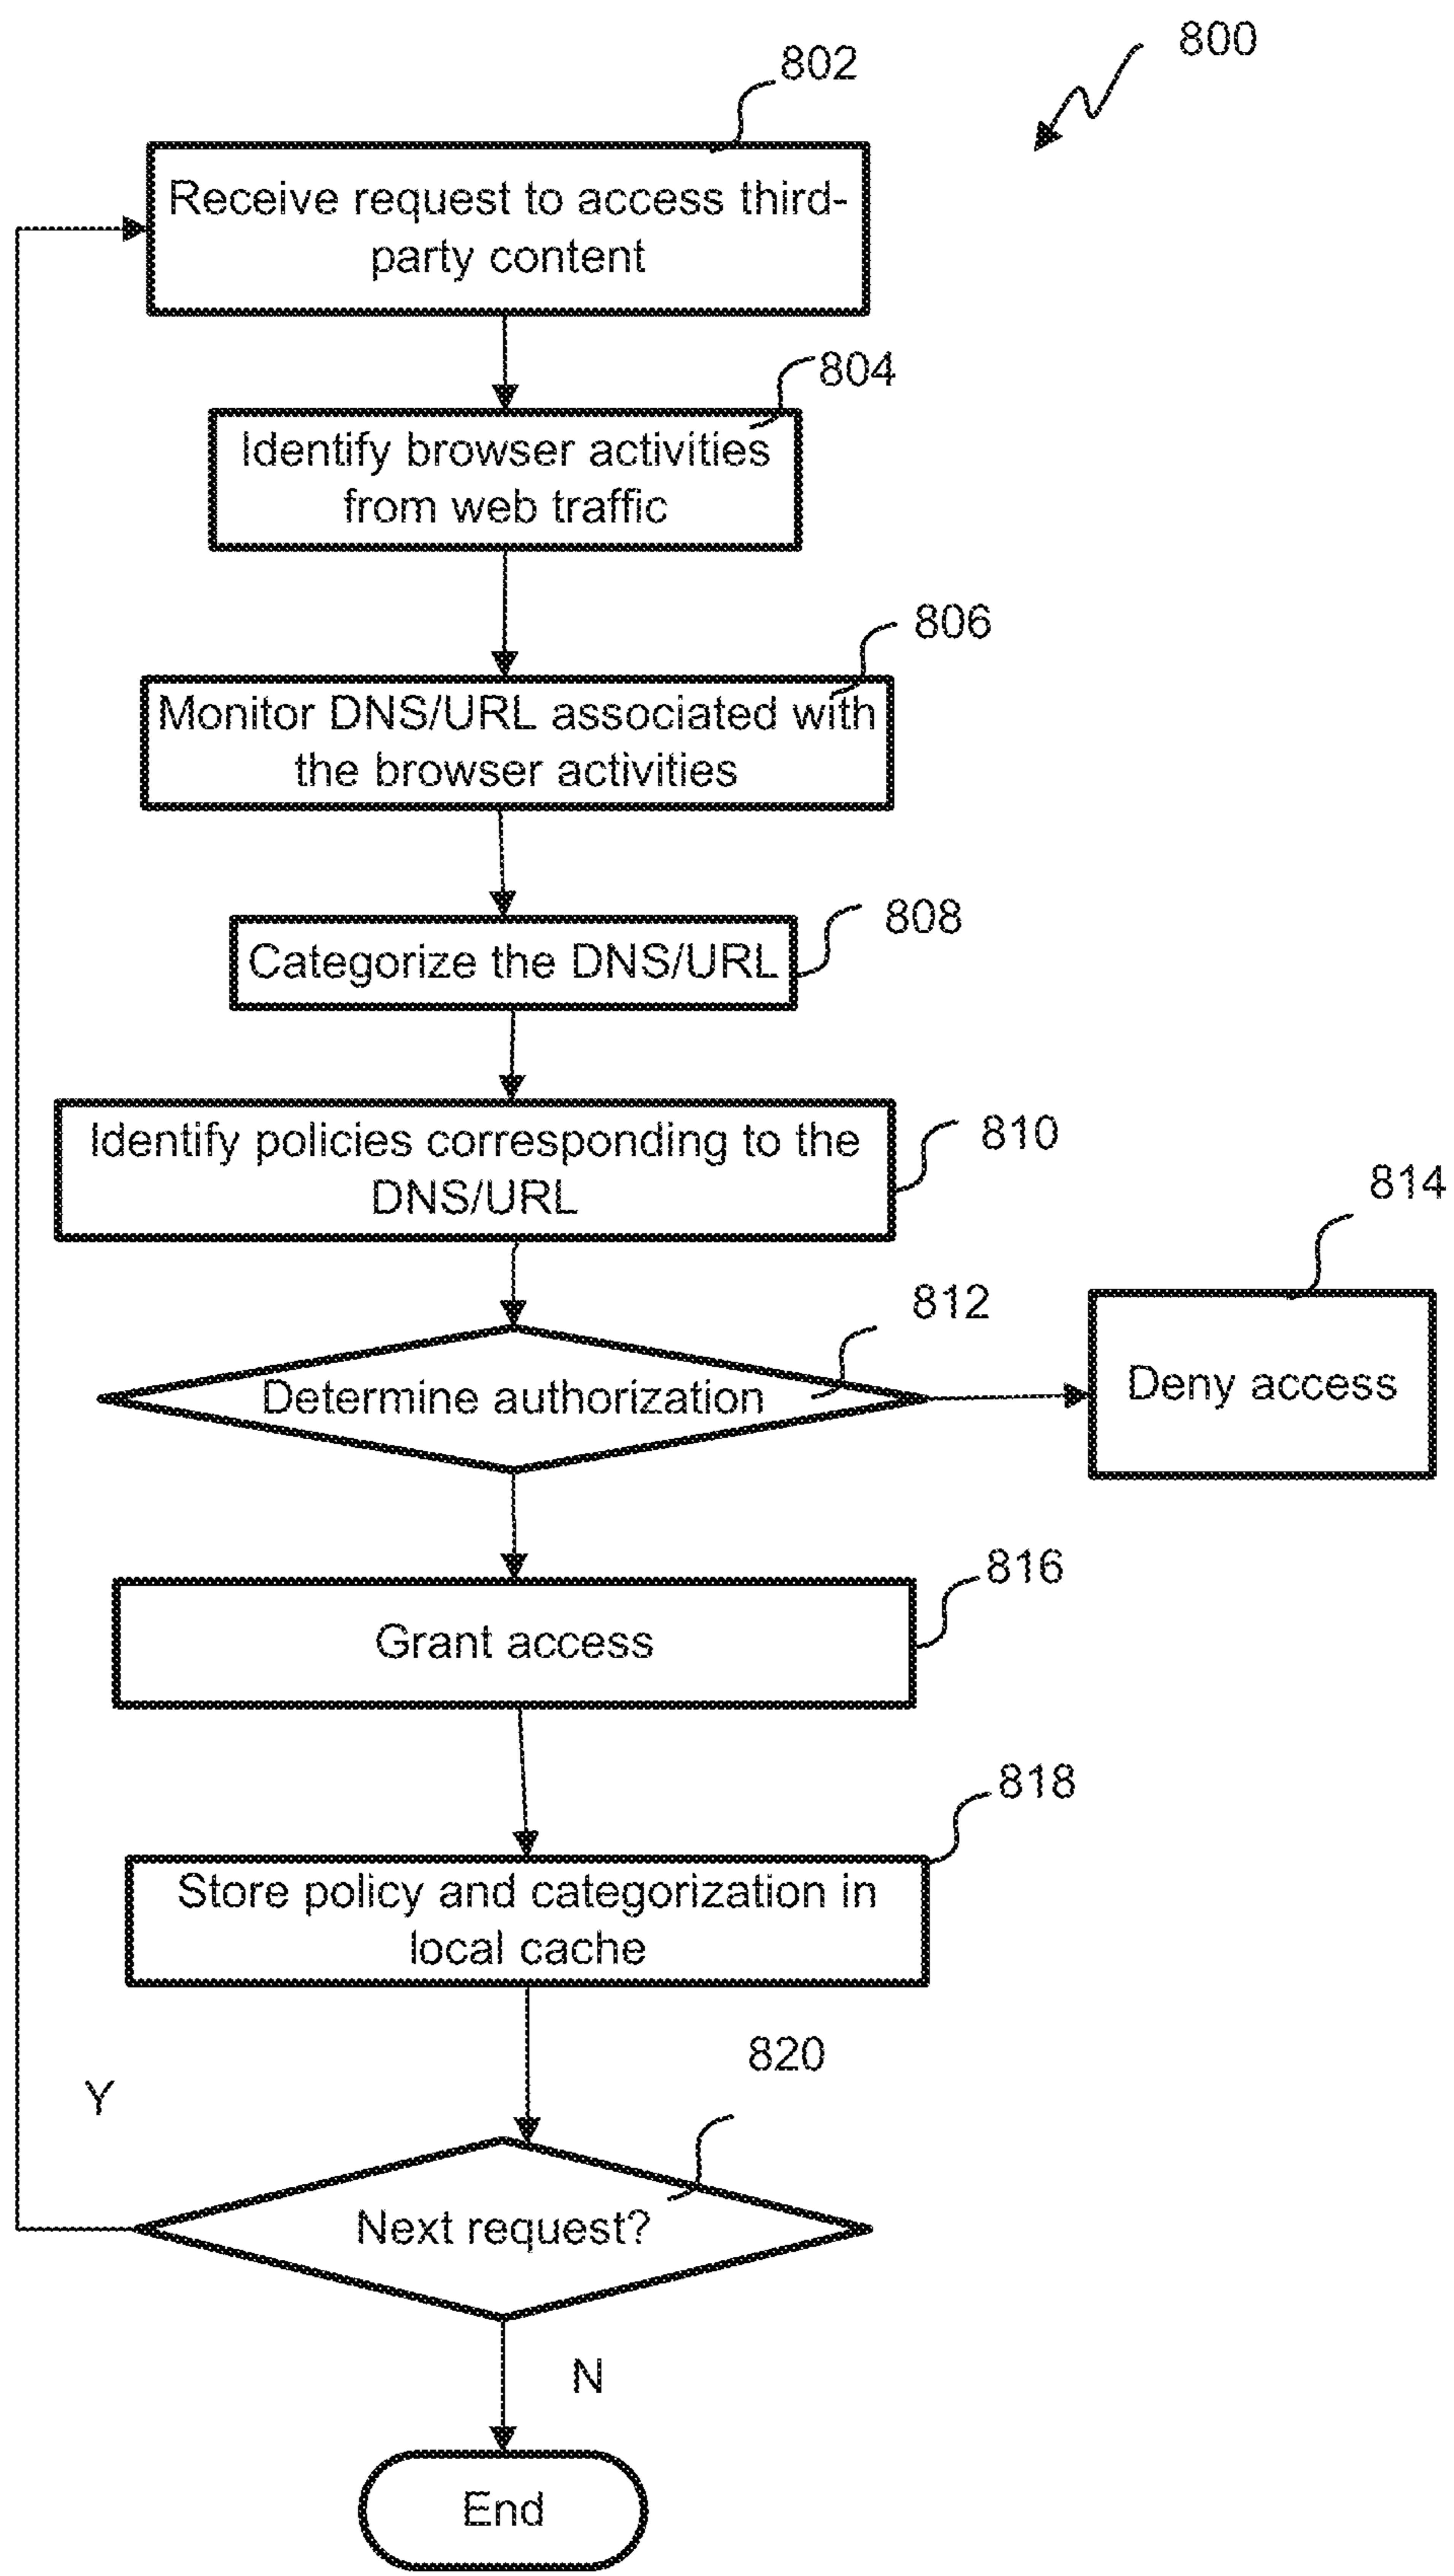 800
802
Receive request to access third-
party content
804
Identify browser activities
from web traffic
806
Monitor DNS/URL associated with
the browser activities
808
Categorize the DNS/URL
810
Identify policies corresponding to the
DNS/URL
814
812
Determine authorization
Deny access
816
Grant access
818
Store policy and categorization in
local cache
820
Y
Next request?
N
End